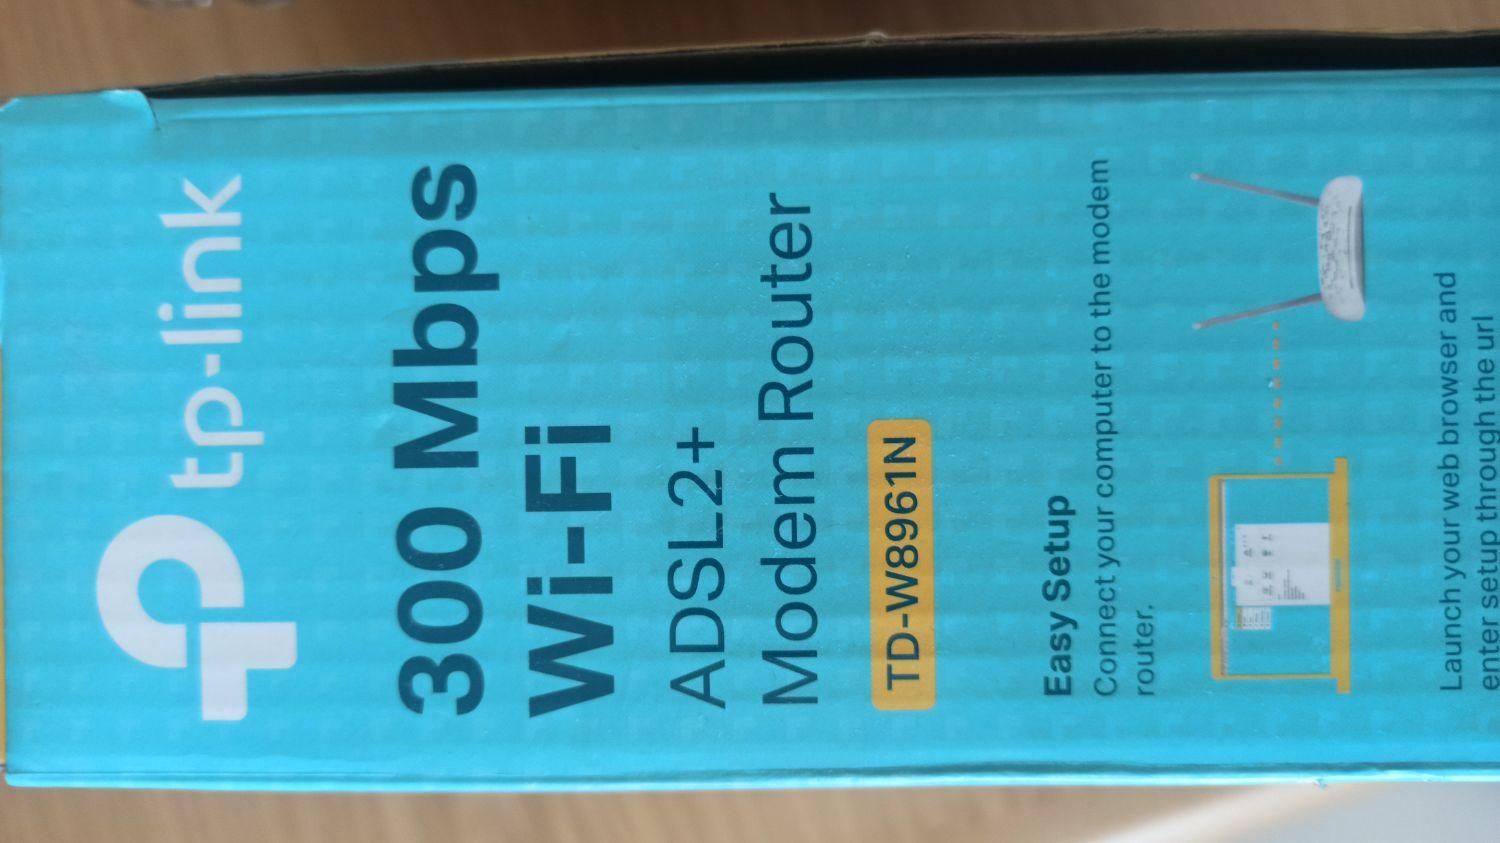 tp-link
300 Mbps
Wi-Fi
ADSL2+
Modem Router
TD-W8961N
Easy Setup
Connect your computer to the modem
router.
Launch your web browser and
enter setup through the url